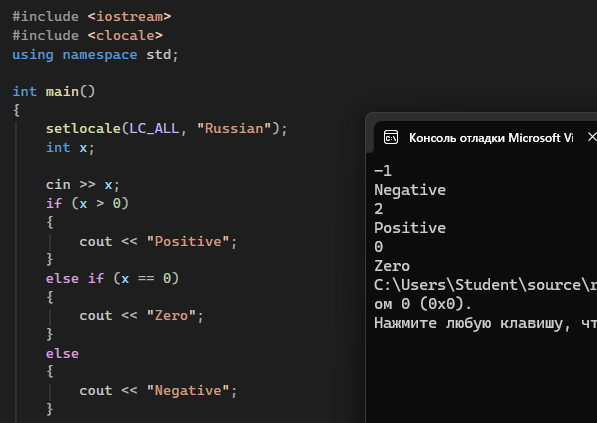 #include <iostream>
#include <clocale>
using namespace std;
int main()
{
setlocale(LC_ALL, "Russian");
int x;
cin >> x;
if (x > 0)
{
cout << "Positive";
}
else if (x == 0)
{
cout << "Zero";
}
else
{
cout << "Negative";
}
Консоль отладки Microsoft Vi
-1
Negative
2
Positive
0
Zero
C:\Users\Student\source\r
ом 0 (0x0).
Нажмите любую клавишу, чт